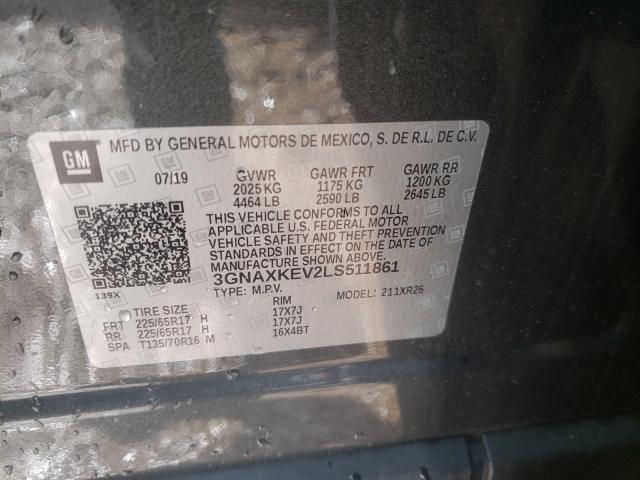 GM
MFD BY GENERAL MOTORS DE MEXICO, S. DE R.L. DE C.V.
07/19 GVWR GAWR FRT GAWR RR
2025 KG 1175 KG 1200 KG
4464 LB 2590 LB 2645 LB
THIS VEHICLE CONFORMS TO ALL
APPLICABLE U.S. FEDERAL MOTOR
VEHICLE SAFETY AND THEFT PREVENTION
STANDARDS IN EFFECT ON THE DATE OF
MANUFACTURE SHOWN ABOVE.
3GNAXKEV2LS511861
139X TYPE: M.P.V. MODEL: 211XR26
TIRE SIZE RIM
FRT 225/65R17 H 17X7J
RR 225/65R17 H 17X7J
SPA T135/70R16 M 16X4BT